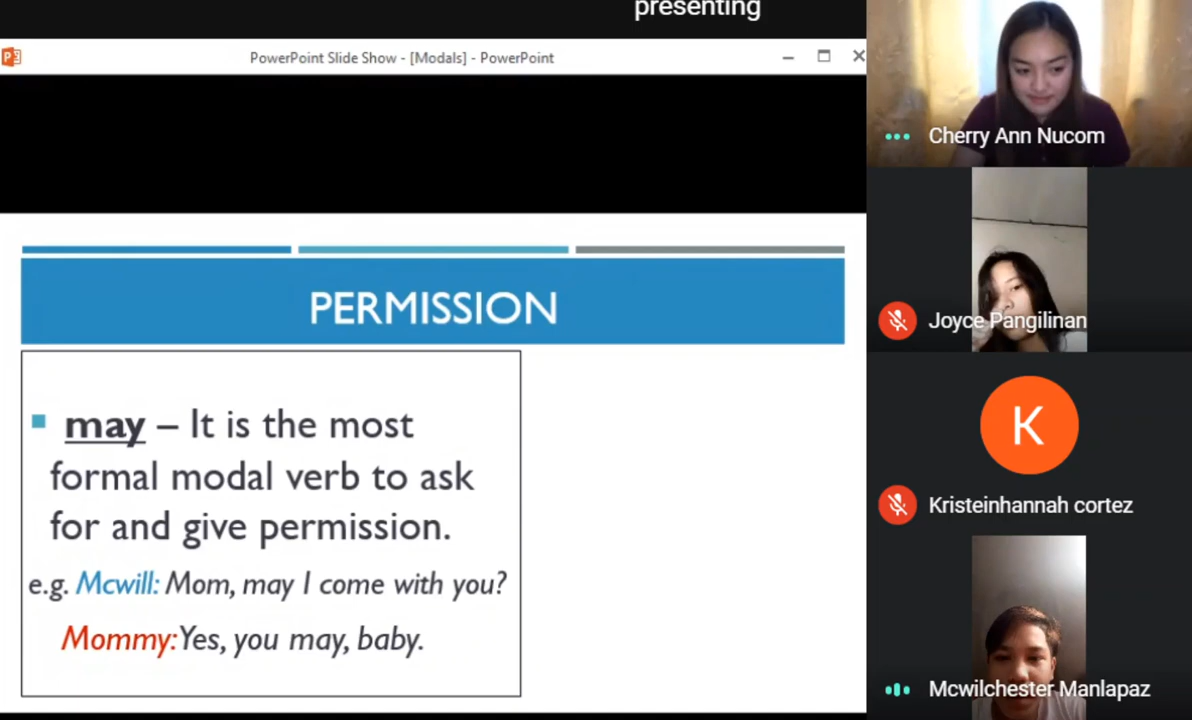 presenting
PowerPoint Slide Show - [Modals] - PowerPoint
PERMISSION
may – It is the most
formal modal verb to ask
for and give permission.
e.g. Mcwill: Mom, may I come with you?
Mommy: Yes, you may, baby.
Cherry Ann Nucom
Joyce Pangilinan
K
Kristeinhannah cortez
Mcwilchester Manlapaz